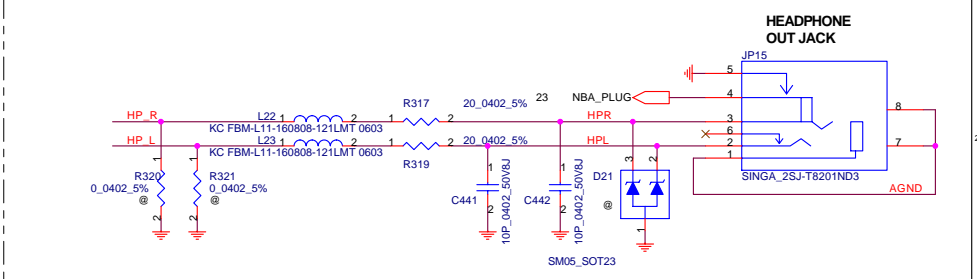 HEADPHONE
OUT JACK
JP15
5
4
3
6
2
1
8
7
NBA_PLUG
23
HP_R
L22 1
2
KC FBM-L11-160808-121LMT 0603
R317
1
2
20_0402_5%
HPR
HP_L
L23 1
2
KC FBM-L11-160808-121LMT 0603
1
2
20_0402_5%
R319
HPL
R320
0_0402_5%
@
1
2
R321
0_0402_5%
@
1
2
C441
1
2
10P_0402_50V8J
C442
1
2
10P_0402_50V8J
D21
@
3
2
1
SM05_SOT23
SINGA_2SJ-T8201ND3
AGND